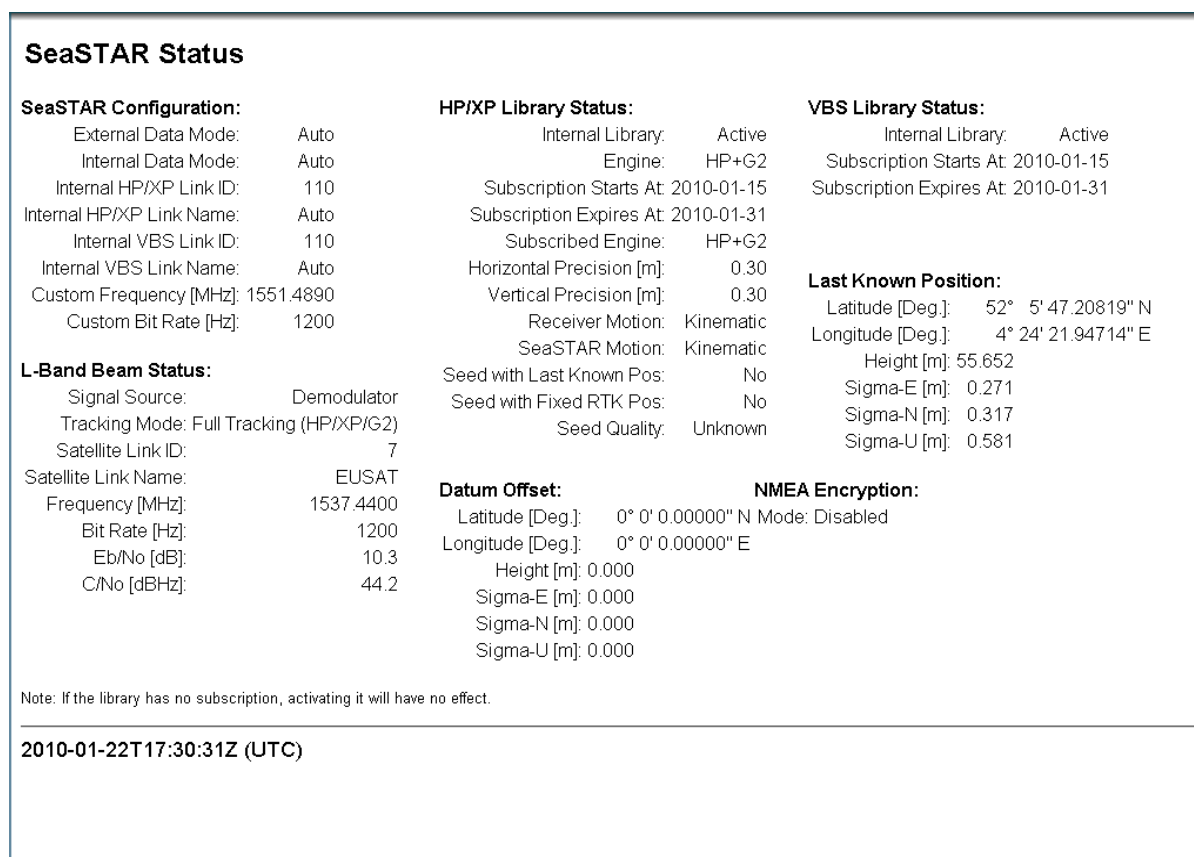 SeaSTAR Status
SeaSTAR Configuration:
External Data Mode: Auto
Internal Data Mode: Auto
Internal HP/XP Link ID: 110
Internal HP/XP Link Name: Auto
Internal VBS Link ID: 110
Internal VBS Link Name: Auto
Custom Frequency [MHz]: 1551.4890
Custom Bit Rate [Hz]: 1200
L-Band Beam Status:
Signal Source: Demodulator
Tracking Mode: Full Tracking (HP/XP/G2)
Satellite Link ID: 7
Satellite Link Name: EUSAT
Frequency [MHz]: 1537.4400
Bit Rate [Hz]: 1200
Eb/No [dB]: 10.3
C/No [dBHz]: 44.2
HP/XP Library Status:
Internal Library: Active
Engine: HP+G2
Subscription Starts At: 2010-01-15
Subscription Expires At: 2010-01-31
Subscribed Engine: HP+G2
Horizontal Precision [m]: 0.30
Vertical Precision [m]: 0.30
Receiver Motion: Kinematic
SeaSTAR Motion: Kinematic
Seed with Last Known Pos: No
Seed with Fixed RTK Pos: No
Seed Quality: Unknown
VBS Library Status:
Internal Library: Active
Subscription Starts At: 2010-01-15
Subscription Expires At: 2010-01-31
Last Known Position:
Latitude [Deg.]: 52° 5' 47.20819" N
Longitude [Deg.]: 4° 24' 21.94714" E
Height [m]: 55.652
Sigma-E [m]: 0.271
Sigma-N [m]: 0.317
Sigma-U [m]: 0.581
Datum Offset:
Latitude [Deg.]: 0° 0' 0.00000" N
Longitude [Deg.]: 0° 0' 0.00000" E
Height [m]: 0.000
Sigma-E [m]: 0.000
Sigma-N [m]: 0.000
Sigma-U [m]: 0.000
NMEA Encryption:
Mode: Disabled
Note: If the library has no subscription, activating it will have no effect.
2010-01-22T17:30:31Z (UTC)